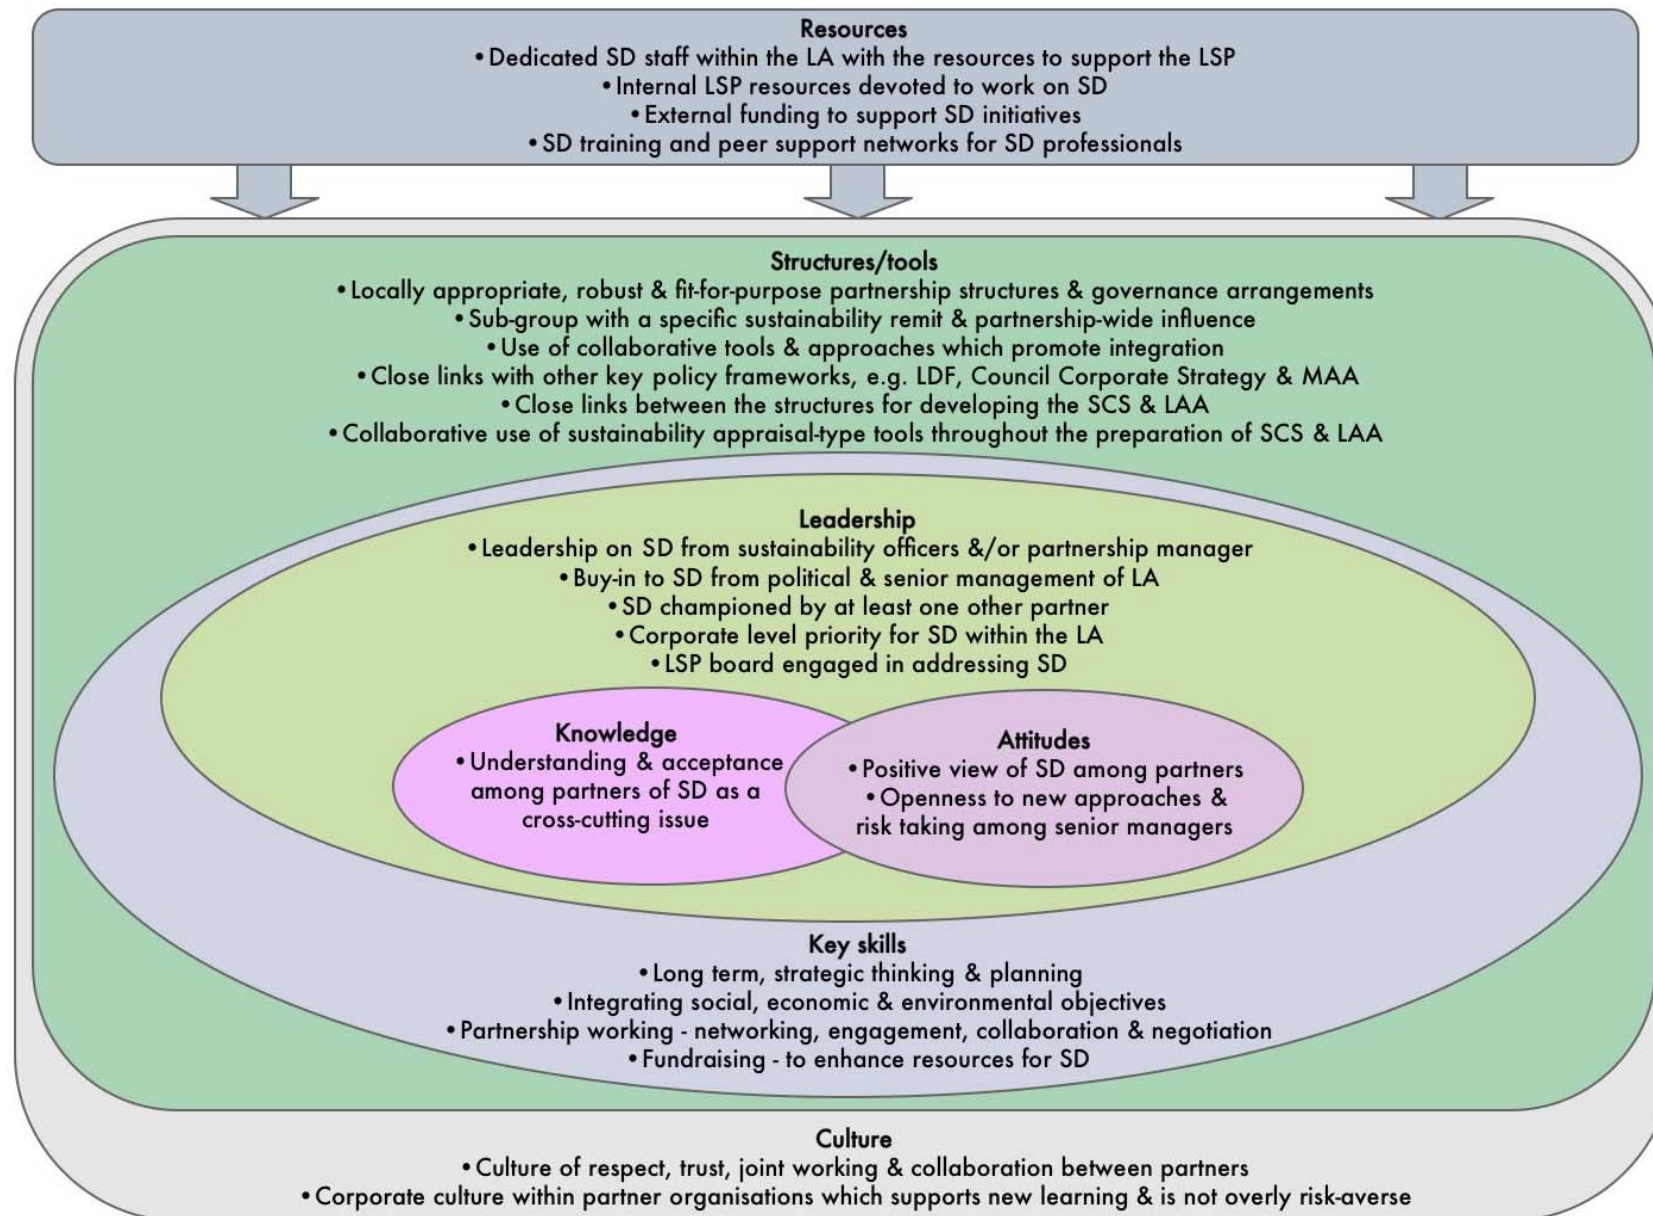 Resources
•Dedicated SD staff within the LA with the resources to support the LSP
•Internal LSP resources devoted to work on SD
•External funding to support SD initiatives
•SD training and peer support networks for SD professionals
Structures/tools
•Locally appropriate, robust & fit-for-purpose partnership structures & governance arrangements
•Sub-group with a specific sustainability remit & partnership-wide influence
•Use of collaborative tools & approaches which promote integration
•Close links with other key policy frameworks, e.g. LDF, Council Corporate Strategy & MAA
•Close links between the structures for developing the SCS & LAA
•Collaborative use of sustainability appraisal-type tools throughout the preparation of SCS & LAA
Leadership
•Leadership on SD from sustainability officers &/or partnership manager
•Buy-in to SD from political & senior management of LA
•SD championed by at least one other partner
•Corporate level priority for SD within the LA
•LSP board engaged in addressing SD
Knowledge
•Understanding & acceptance
among partners of SD as a
cross-cutting issue
Attitudes
•Positive view of SD among partners
•Openness to new approaches &
risk taking among senior managers
Key skills
•Long term, strategic thinking & planning
•Integrating social, economic & environmental objectives
•Partnership working - networking, engagement, collaboration & negotiation
•Fundraising - to enhance resources for SD
Culture
•Culture of respect, trust, joint working & collaboration between partners
•Corporate culture within partner organisations which supports new learning & is not overly risk-averse